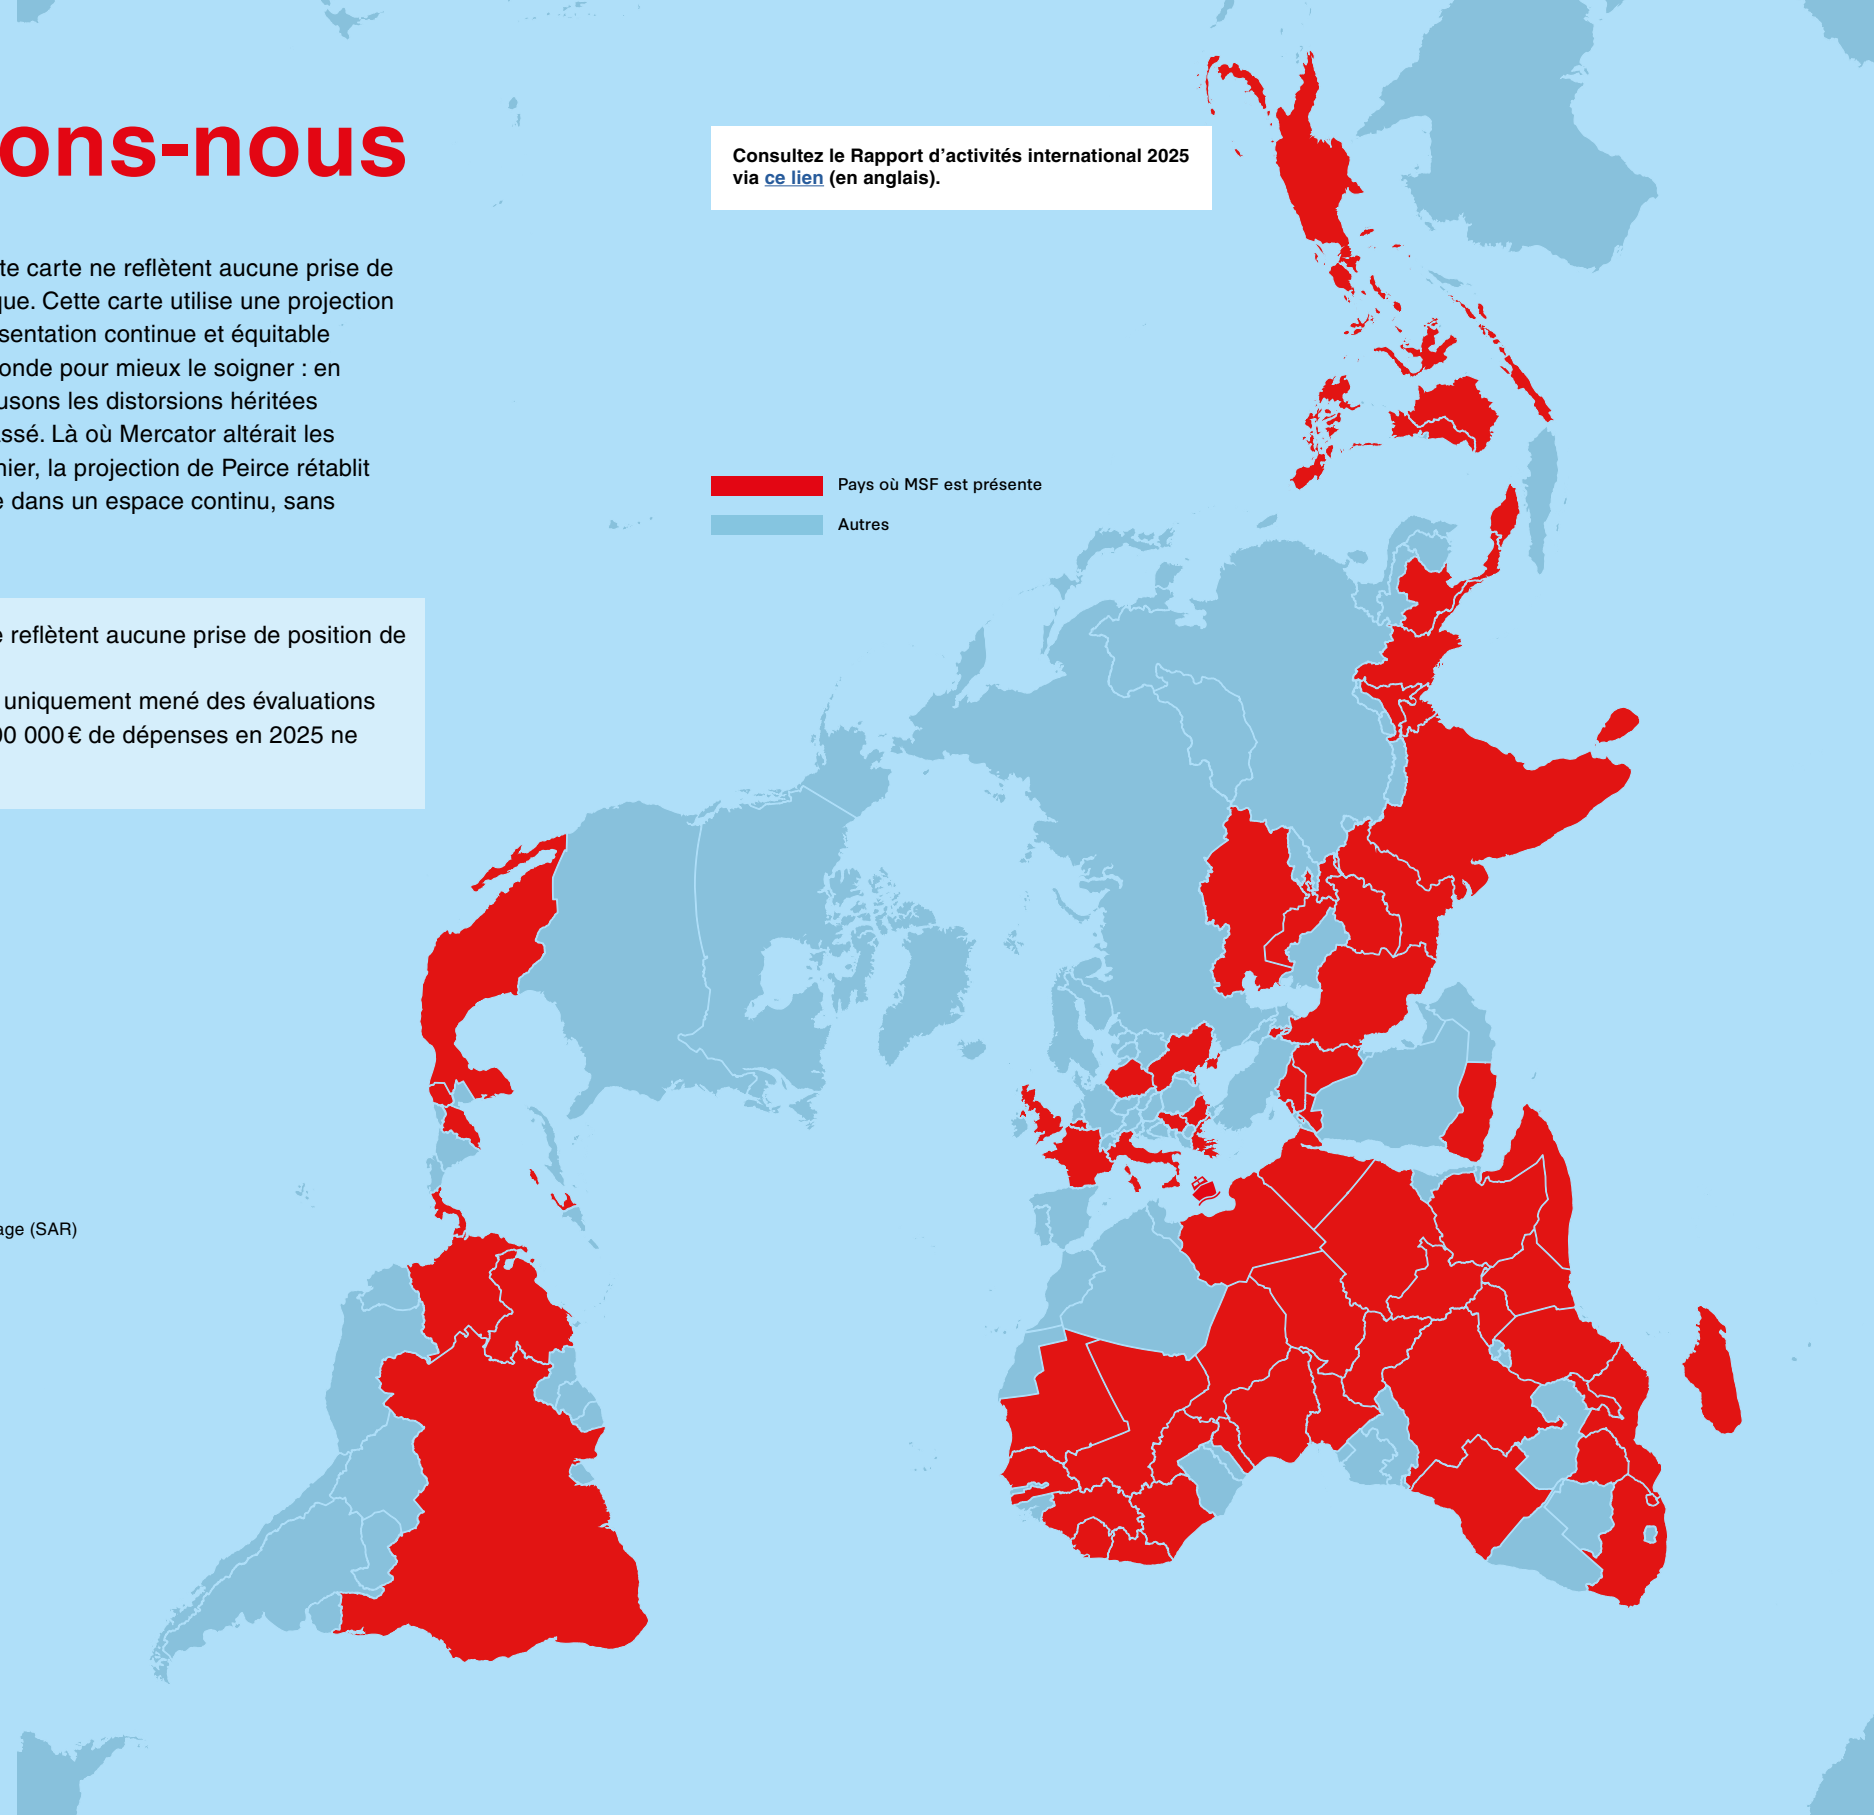 ons-nous
Consultez le Rapport d’activités international 2025
via ce lien (en anglais).
te carte ne reflètent aucune prise de
que. Cette carte utilise une projection
sentation continue et équitable
onde pour mieux le soigner : en
usons les distorsions héritées
assé. Là où Mercator altérait les
nier, la projection de Peirce rétablit
e dans un espace continu, sans
Pays où MSF est présente
Autres
e reflètent aucune prise de position de
uniquement mené des évaluations
00 000 € de dépenses en 2025 ne
age (SAR)